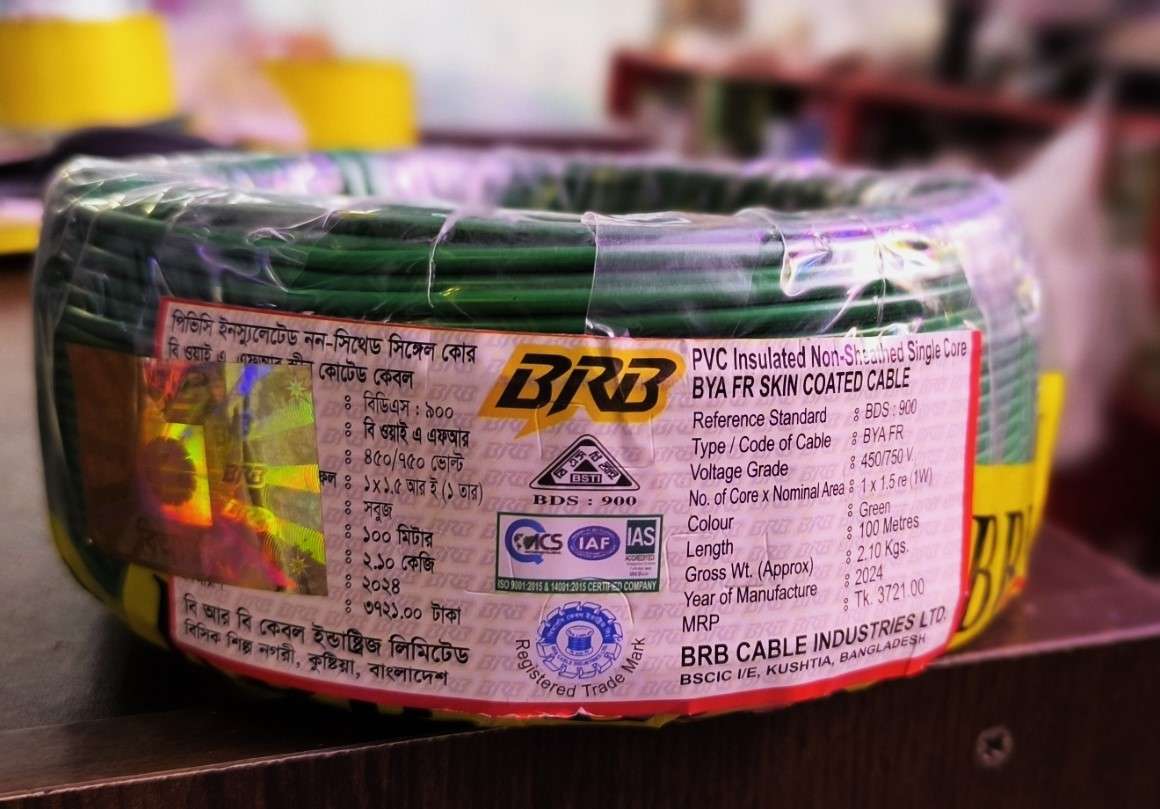 পিভিসি ইনস্যুলেটেড নন-সিথেড সিঙ্গেল কোর
বি ওয়াই এ কোটেড কেবল
ঃ বিডিএস : ৯০০
ঃ বি ওয়াই এ এফআর
ঃ ৪৫০/৭৫০ ভোল্ট
ঃ ১x১.৫ আর ই (১ তার)
ঃ সবুজ
ঃ ১০০ মিটার
ঃ ২.১০ কেজি
ঃ ২০২৪
ঃ ৩৭২১.০০ টাকা
বি আর বি কেবল ইন্ডাষ্ট্রিজ লিমিটেড
বিসিক শিল্প নগরী, কুষ্টিয়া, বাংলাদেশ
BRB
BSTI
BDS : 900
IAF
IAS
ACCREDITED
ISO 9001:2015 & 14001:2015 CERTIFIED COMPANY
Registered Trade Mark
PVC Insulated Non-Sheathed Single Core
BYA FR SKIN COATED CABLE
Reference Standard ঃ BDS : 900
Type / Code of Cable ঃ BYA FR
Voltage Grade ঃ 450/750 V
No. of Core x Nominal Area ঃ 1 x 1.5 re (1W)
Colour ঃ Green
Length ঃ 100 Metres
Gross Wt. (Approx) ঃ 2.10 Kgs.
Year of Manufacture ঃ 2024
MRP ঃ Tk. 3721.00
BRB CABLE INDUSTRIES LTD.
BSCIC I/E, KUSHTIA, BANGLADESH
BRB